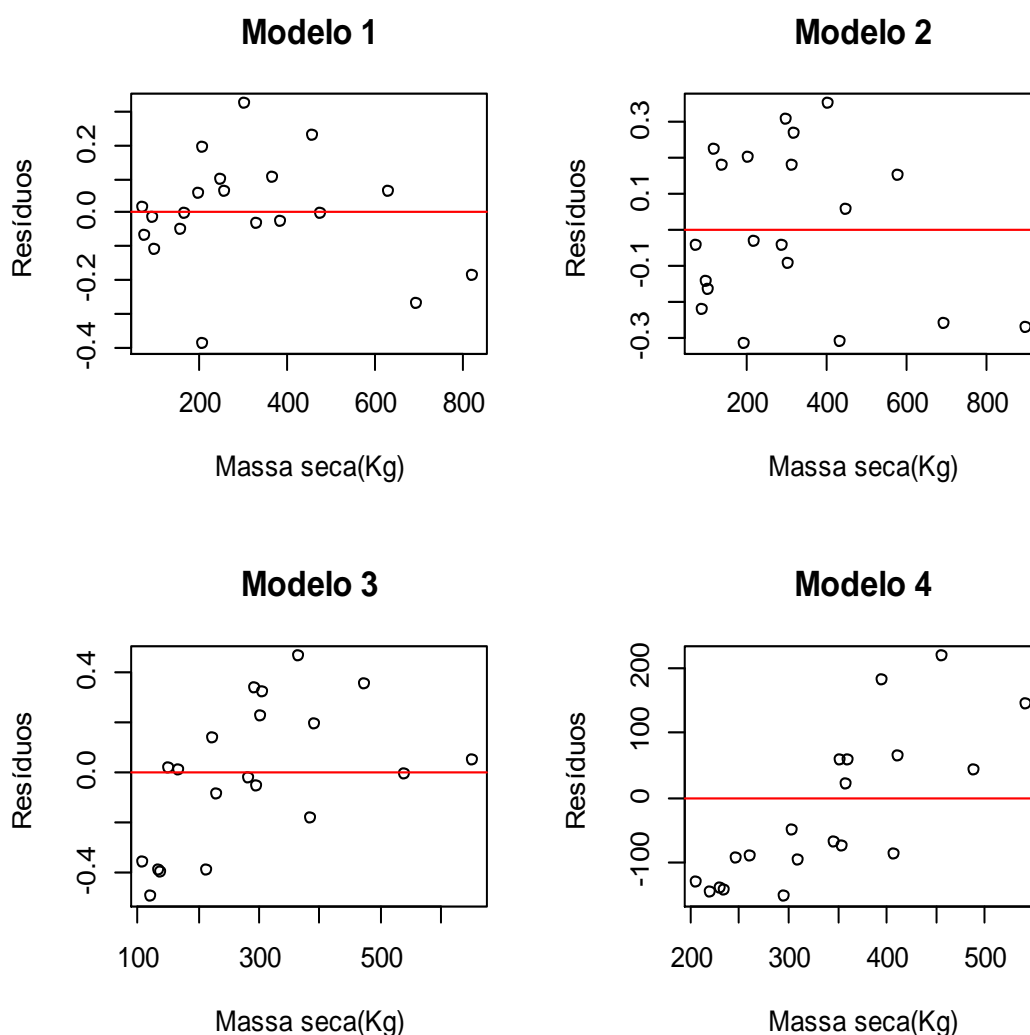 Modelo 1
Resíduos
0.2
0.0
-0.2
-0.4
200 400 600 800
Massa seca(Kg)
Modelo 2
Resíduos
0.3
0.1
-0.1
-0.3
200 400 600 800
Massa seca(Kg)
Modelo 3
Resíduos
0.4
0.0
-0.4
100 300 500
Massa seca(Kg)
Modelo 4
Resíduos
200
100
0
-100
200 300 400 500
Massa seca(Kg)